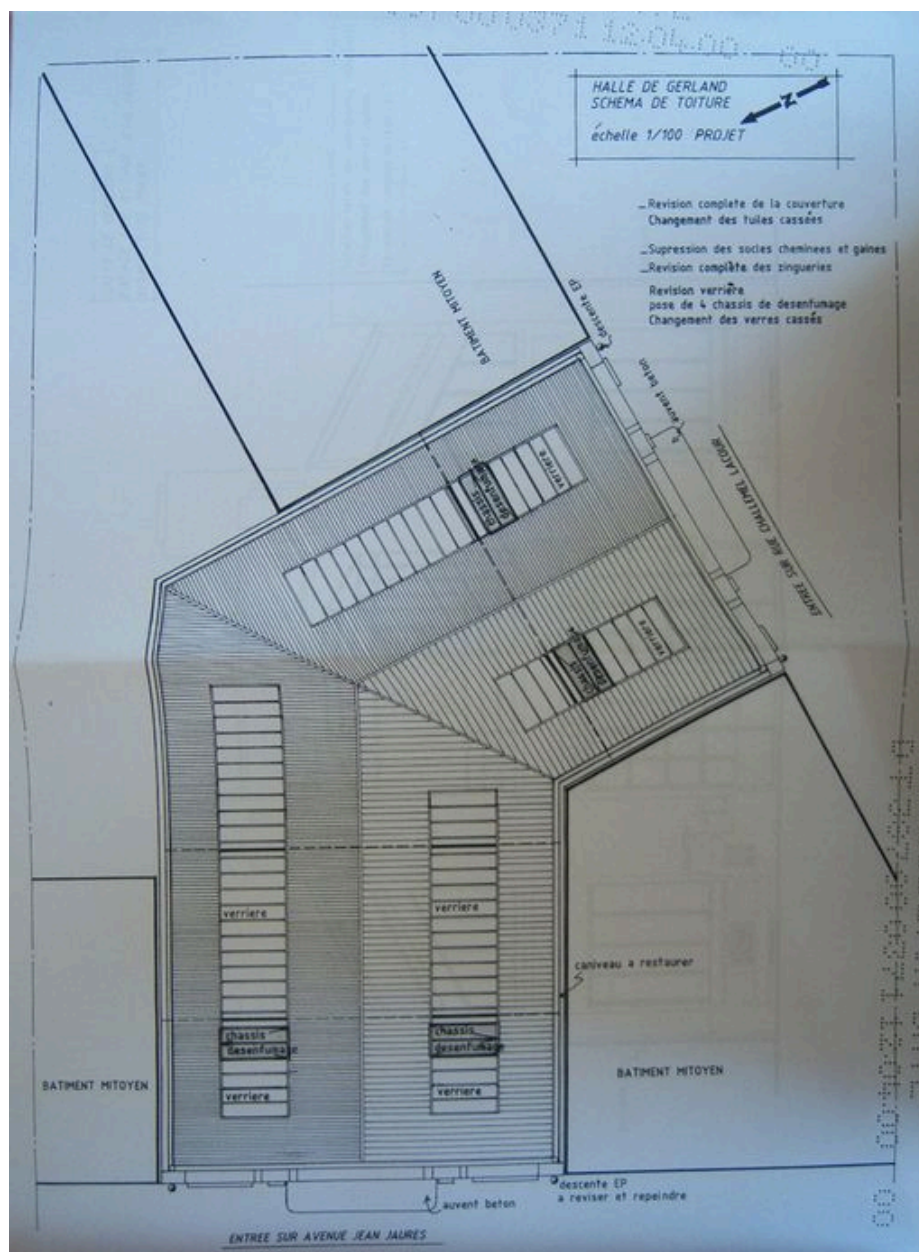 HALLE DE GERLAND
SCHEMA DE TOITURE
échelle 1/100 PROJET
N
_ Revision complete de la couverture
Changement des tuiles cassées
_ Supression des socles cheminees et gaines
_ Revision complète des zingueries
Revision verrière
pose de 4 chassis de desenfumage
Changement des verres cassés
BATIMENT MITOYEN
descente EP
auvent beton
ENTREE SUR RUE CHALLEMEL LACOUR
verriere
chassis
desenfumage
verriere
chassis
desenfumage
verriere
verriere
caniveau a restaurer
chassis
desenfumage
chassis
desenfumage
verriere
verriere
BATIMENT MITOYEN
BATIMENT MITOYEN
auvent beton
descente EP
a reviser et repeindre
ENTREE SUR AVENUE JEAN JAURES